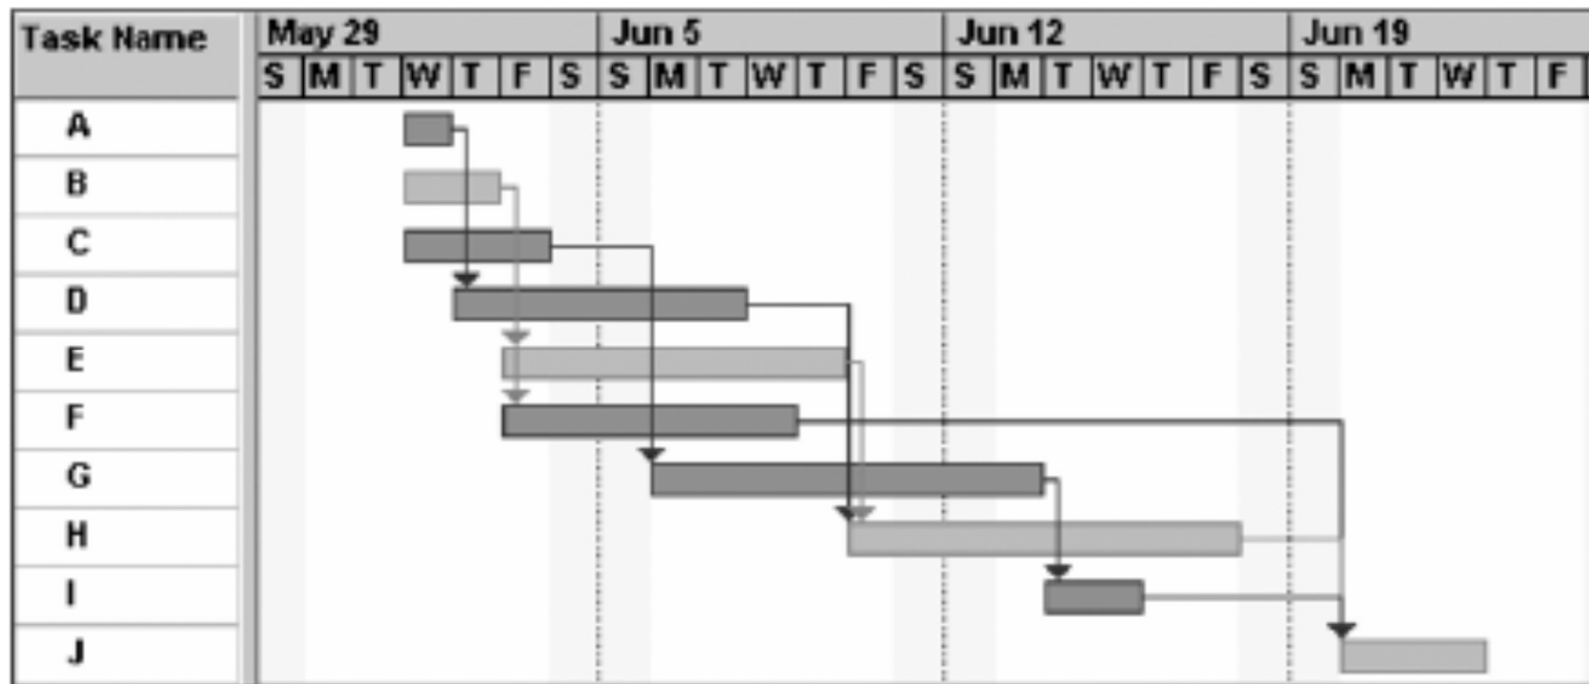 Task Name May 29 Jun 5 Jun 12 Jun 19
S M T W T F S S M T W T F S S M T W T F S S M T W T F
A
B
C
D
E
F
G
H
I
J